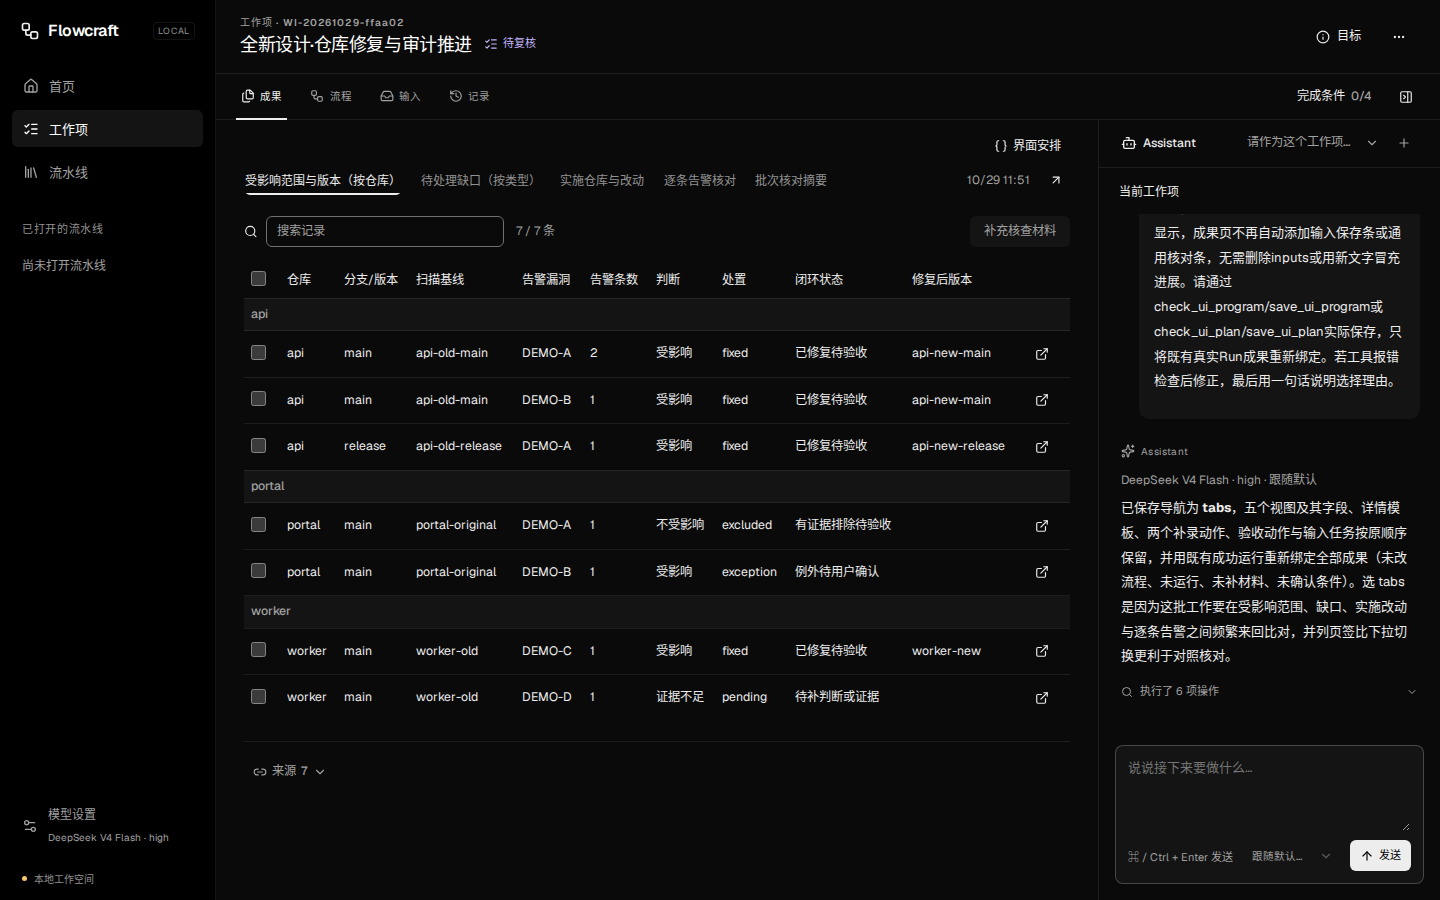 Flowcraft LOCAL
首页
工作项
流水线
已打开的流水线
尚未打开流水线
模型设置
DeepSeek V4 Flash · high
本地工作空间
工作项 · WI-20261029-ffaa02
全新设计·仓库修复与审计推进 待复核
目标
成果 流程 输入 记录
完成条件 0/4
{ } 界面安排
受影响范围与版本（按仓库） 待处理缺口（按类型） 实施仓库与改动 逐条告警核对 批次核对摘要 10/29 11:51
搜索记录 7 / 7 条 补充核查材料
仓库 分支/版本 扫描基线 告警漏洞 告警条数 判断 处置 闭环状态 修复后版本
api
api main api-old-main DEMO-A 2 受影响 fixed 已修复待验收 api-new-main
api main api-old-main DEMO-B 1 受影响 fixed 已修复待验收 api-new-main
api release api-old-release DEMO-A 1 受影响 fixed 已修复待验收 api-new-release
portal
portal main portal-original DEMO-A 1 不受影响 excluded 有证据排除待验收
portal main portal-original DEMO-B 1 受影响 exception 例外待用户确认
worker
worker main worker-old DEMO-C 1 受影响 fixed 已修复待验收 worker-new
worker main worker-old DEMO-D 1 证据不足 pending 待补判断或证据
来源 7
Assistant 请作为这个工作项...
当前工作项
显示，成果页不再自动添加输入保存条或通
用核对条，无需删除inputs或用新文字冒充
进展。请通过
check_ui_program/save_ui_program或
check_ui_plan/save_ui_plan实际保存，只
将既有真实Run成果重新绑定。若工具报错
检查后修正，最后用一句话说明选择理由。
Assistant
DeepSeek V4 Flash · high · 跟随默认
已保存导航为 tabs，五个视图及其字段、详情模
板、两个补录动作、验收动作与输入任务按原顺序
保留，并用既有成功运行重新绑定全部成果（未改
流程、未运行、未补材料、未确认条件）。选 tabs
是因为这批工作要在受影响范围、缺口、实施改动
与逐条告警之间频繁来回比对，并列页签比下拉切
换更利于对照核对。
执行了 6 项操作
说说接下来要做什么...
⌘ / Ctrl + Enter 发送 跟随默认... 发送